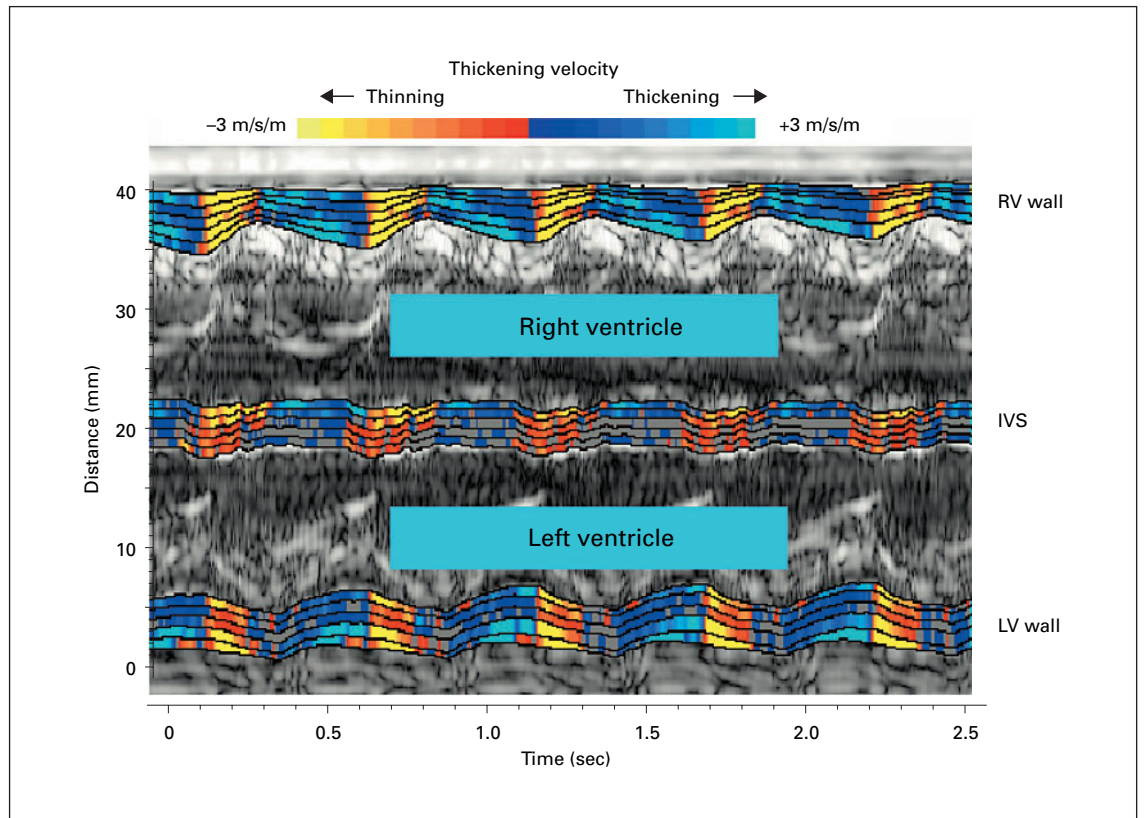 Thickening velocity
← Thinning Thickening →
–3 m/s/m +3 m/s/m
40 RV wall
30
Right ventricle
Distance (mm)
20 IVS
Left ventricle
10
LV wall
0
0 0.5 1.0 1.5 2.0 2.5
Time (sec)